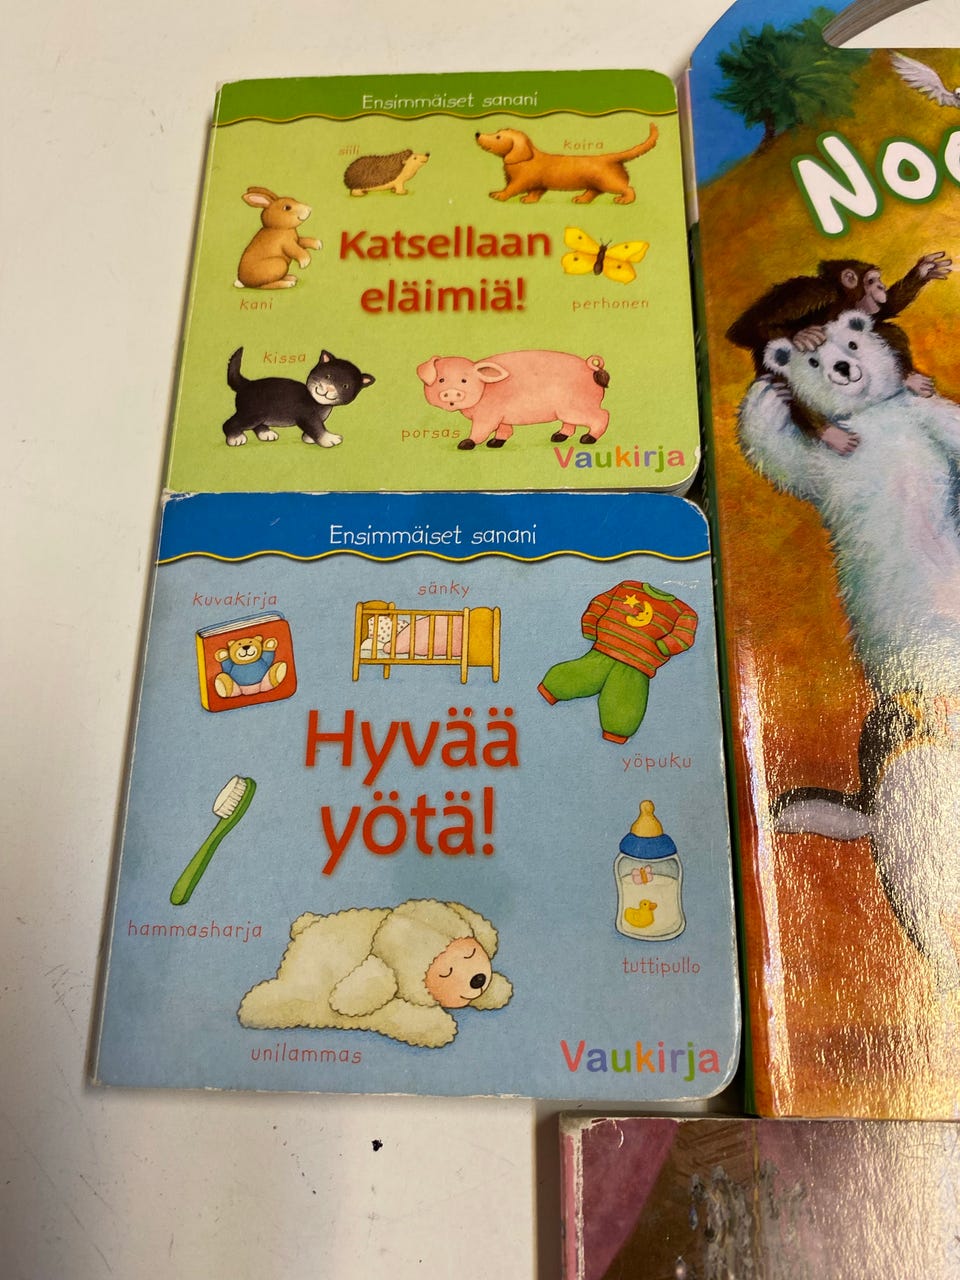 Ensimmäiset sanani
siili
koira
Katsellaan
eläimiä!
kani
perhonen
kissa
porsas
Vaukirja
Ensimmäiset sanani
kuvakirja
sänky
Hyvää
yötä!
yöpuku
hammasharja
tuttipullo
unilammas
Vaukirja